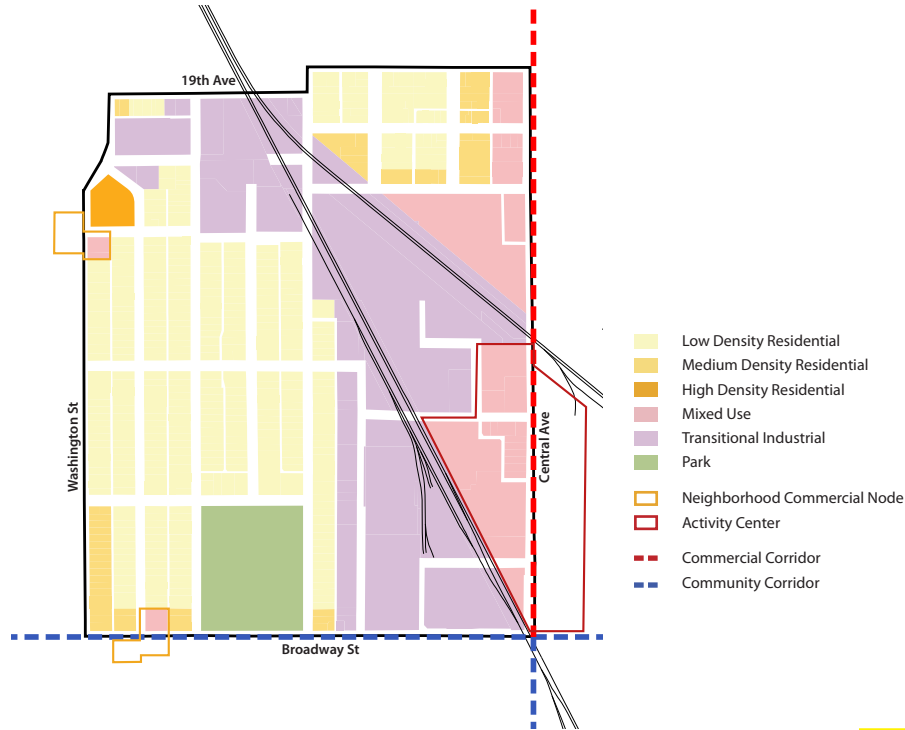 19th Ave
Washington St
Central Ave
Broadway St
Low Density Residential
Medium Density Residential
High Density Residential
Mixed Use
Transitional Industrial
Park
Neighborhood Commercial Node
Activity Center
Commercial Corridor
Community Corridor